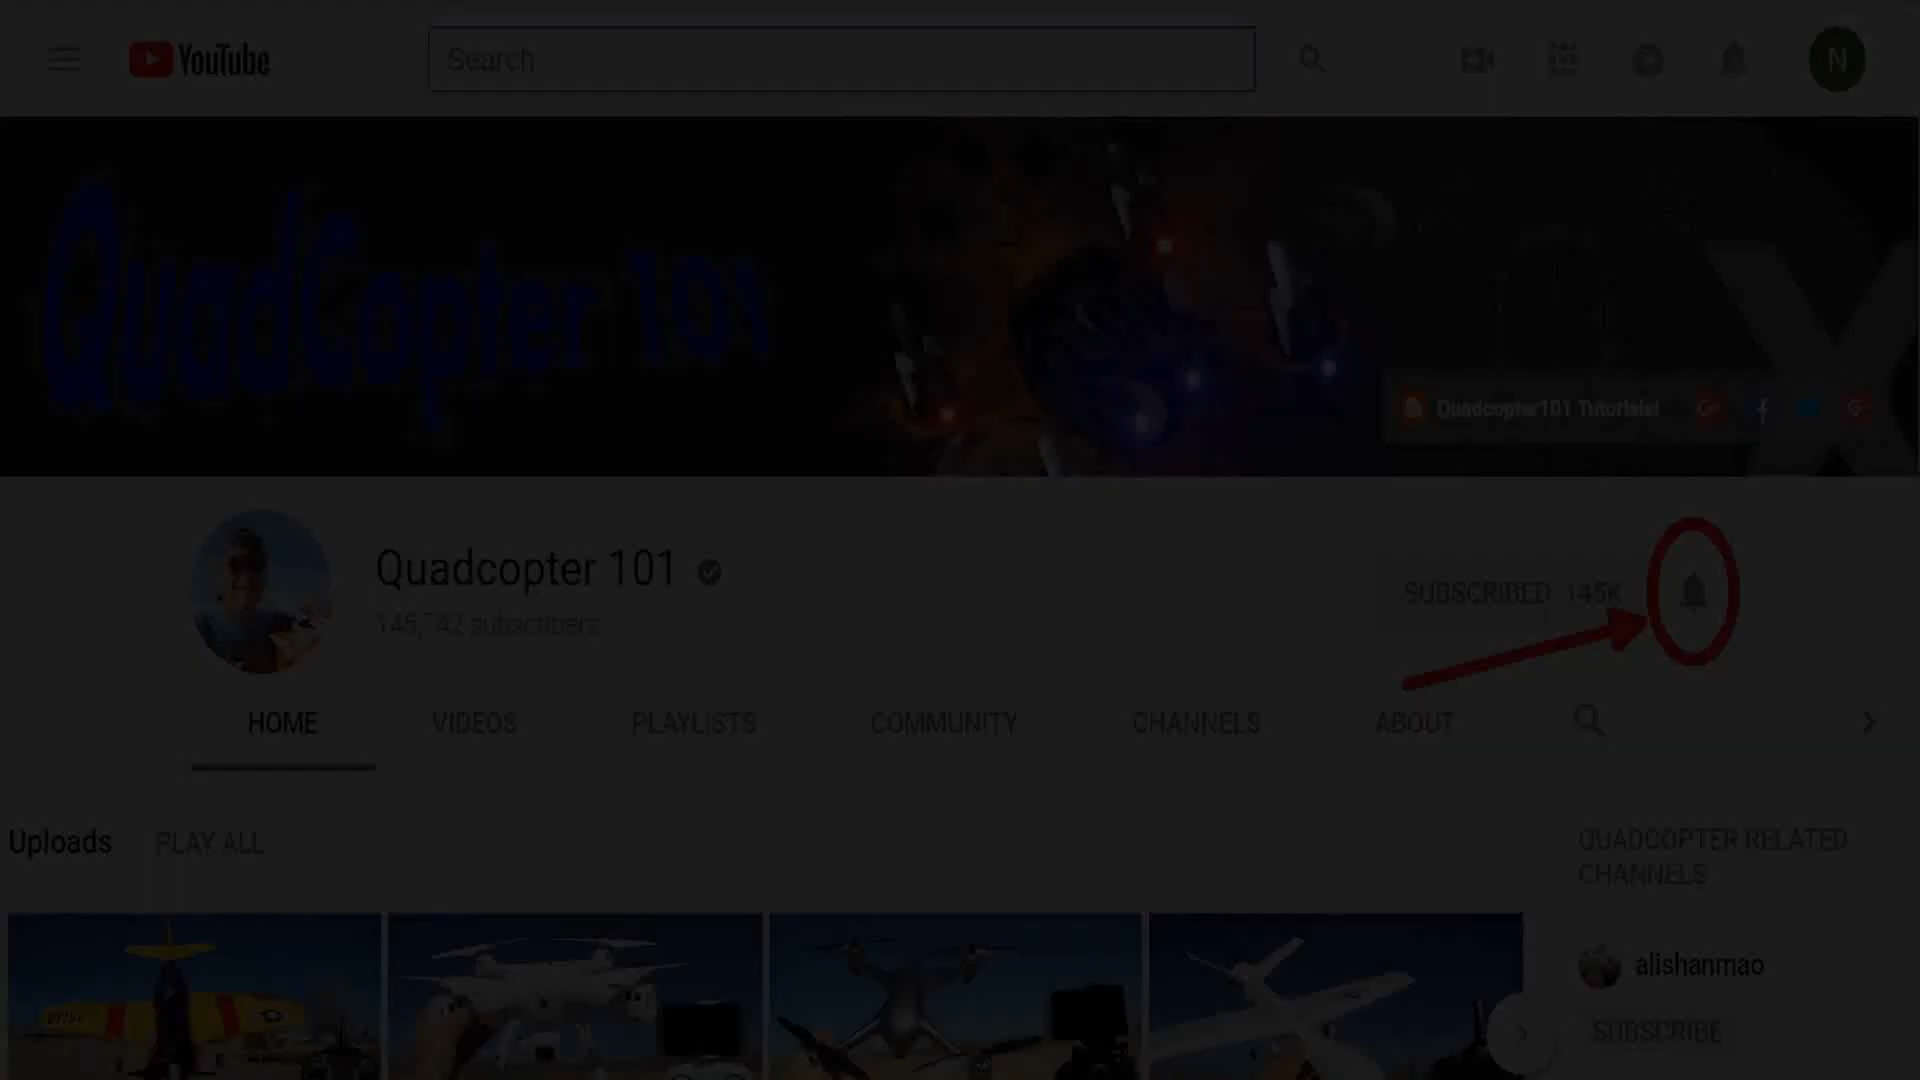 YouTube
Search
N
QuadCopter 101
Quadcopter101 Tutorials!
Quadcopter 101
145,742 subscribers
SUBSCRIBED 145K
HOME VIDEOS PLAYLISTS COMMUNITY CHANNELS ABOUT
Uploads PLAY ALL
QUADCOPTER RELATED
CHANNELS
alishanmao
SUBSCRIBE